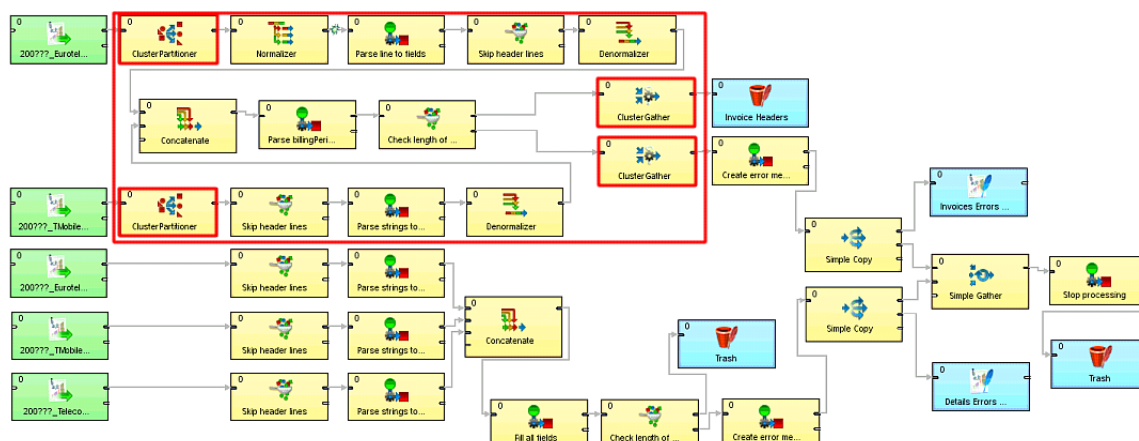 0 0 0 0 0 0
200???_Eurotel... ClusterPartitioner Normalizer Parse line to fields Skip header lines Denormalizer
0 0 0 0 0
Concatenate Parse billingPeri... Check length of ... ClusterGather Invoice Headers
0 0
ClusterGather Create error me...
0 0 0 0 0 0
200???_TMobile... ClusterPartitioner Skip header lines Parse strings to... Denormalizer Invoices Errors ...
0
Simple Copy
0 0 0 0 0
200???_Eurotel... Skip header lines Parse strings to... Simple Gather Stop processing
0 0
Concatenate Simple Copy
0 0 0 0 0
200???_TMobile... Skip header lines Parse strings to... Trash Trash
0 0 0 0
200???_Teleco... Skip header lines Parse strings to... Details Errors ...
0 0 0
Fill all fields Check length of ... Create error me...